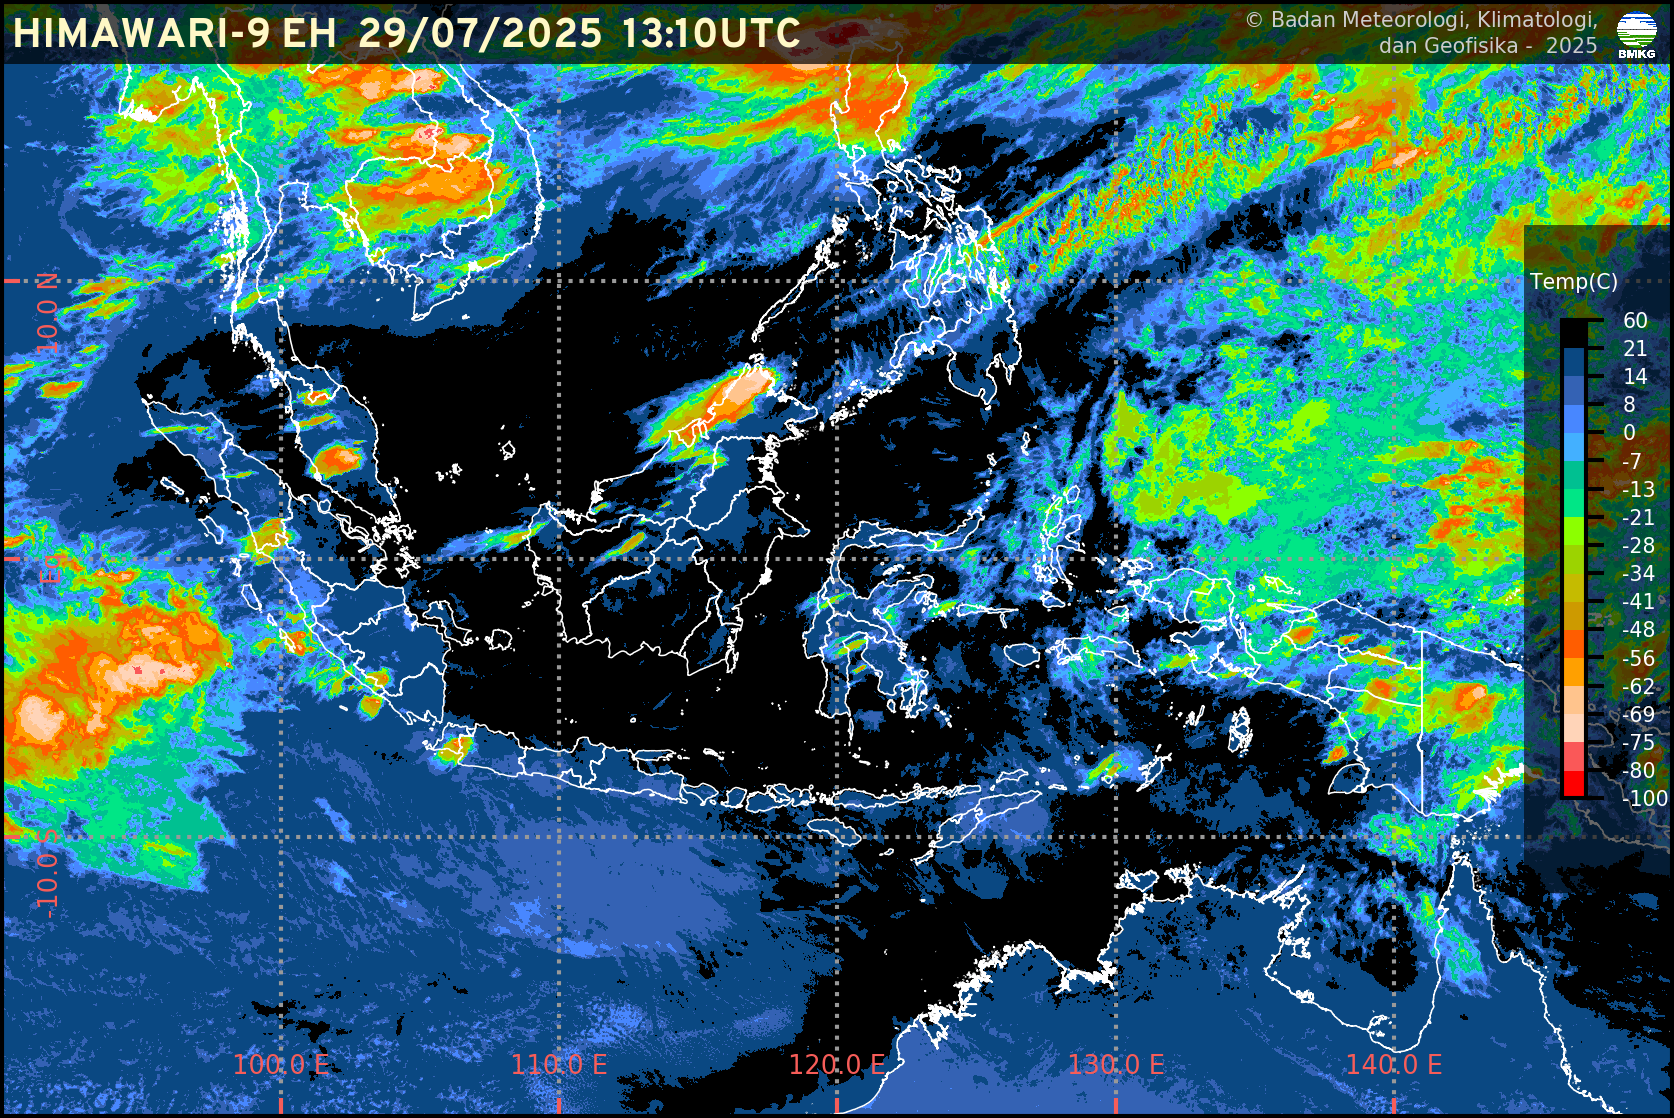 HIMAWARI-9 EH 29/07/2025 13:10UTC
© Badan Meteorologi, Klimatologi,
dan Geofisika - 2025
BMKG
Temp(C)
60
21
14
8
0
-7
-13
-21
-28
-34
-41
-48
-56
-62
-69
-75
-80
-100
10.0 N
EQ
-10.0 S
100.0 E
110.0 E
120.0 E
130.0 E
140.0 E